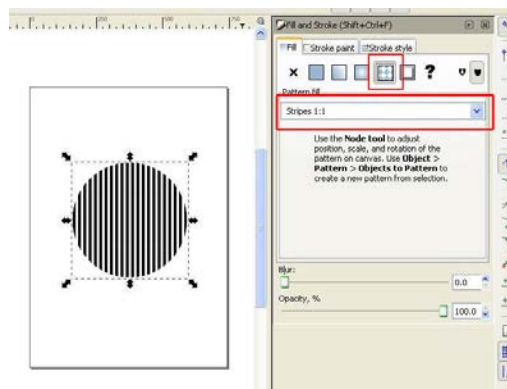 Fill and Stroke (Shift+Ctrl+F)
Fill
Stroke paint
Stroke style
?
Pattern fill
Stripes 1:1
Use the Node tool to adjust
position, scale, and rotation of the
pattern on canvas. Use Object >
Pattern > Objects to Pattern to
create a new pattern from selection.
Blur:
0.0
Opacity, %
100.0